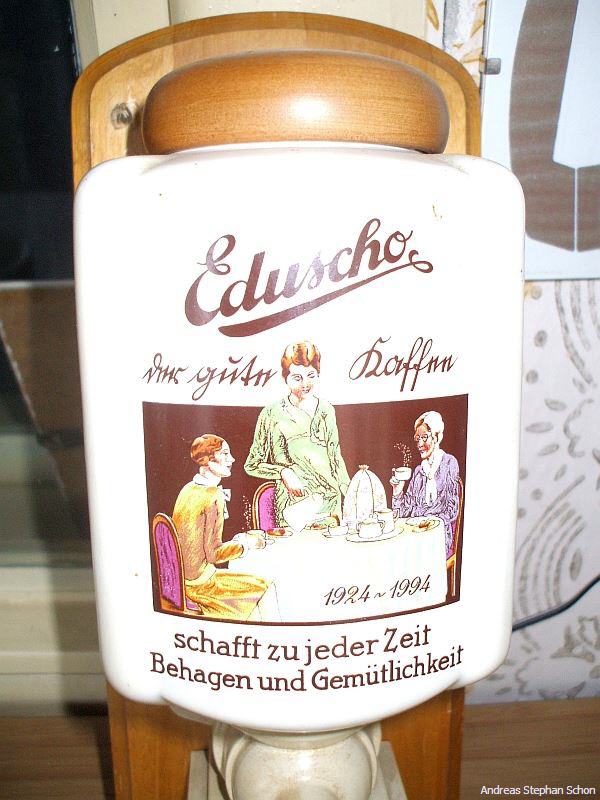 Eduscho
der gute Kaffee
1924~1994
schafft zu jeder Zeit
Behagen und Gemütlichkeit
Andreas Stephan Schon